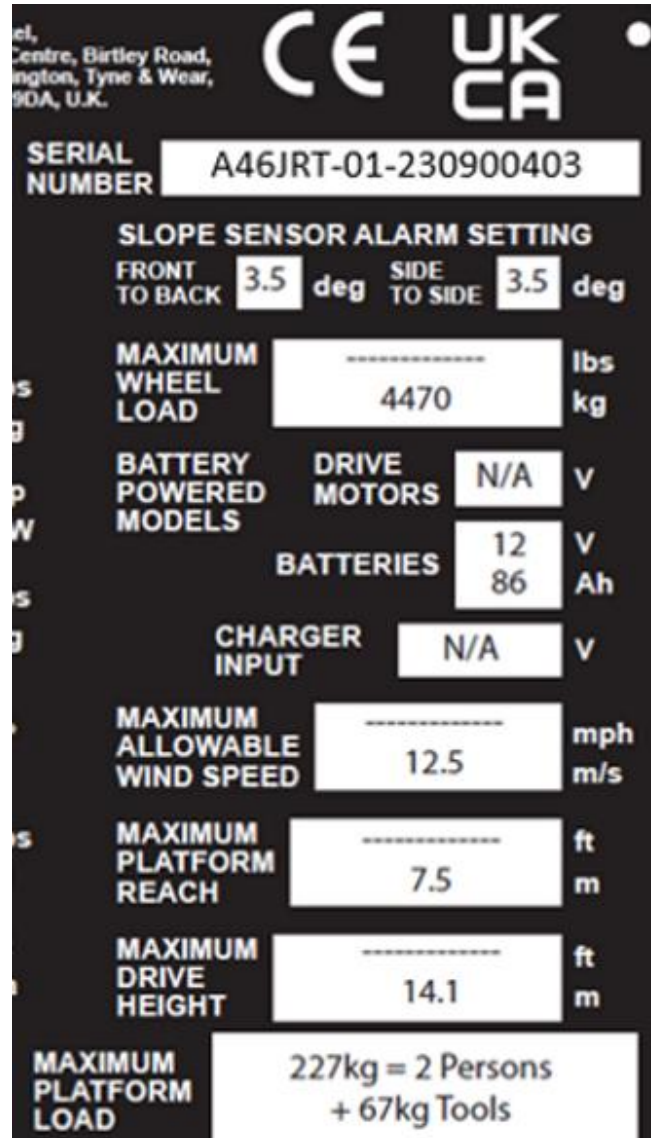 Centre, Birtley Road,
Tyne & Wear,
9DA, U.K.
CE
UK
CA
SERIAL
NUMBER
A46JRT-01-230900403
SLOPE SENSOR ALARM SETTING
FRONT
TO BACK
3.5
deg
SIDE
TO SIDE
3.5
deg
MAXIMUM
WHEEL
LOAD
-------------
lbs
4470
kg
BATTERY
POWERED
MODELS
DRIVE
MOTORS
N/A
V
BATTERIES
12
V
86
Ah
CHARGER
INPUT
N/A
V
MAXIMUM
ALLOWABLE
WIND SPEED
-------------
mph
12.5
m/s
MAXIMUM
PLATFORM
REACH
-------------
ft
7.5
m
MAXIMUM
DRIVE
HEIGHT
-------------
ft
14.1
m
MAXIMUM
PLATFORM
LOAD
227kg = 2 Persons
+ 67kg Tools